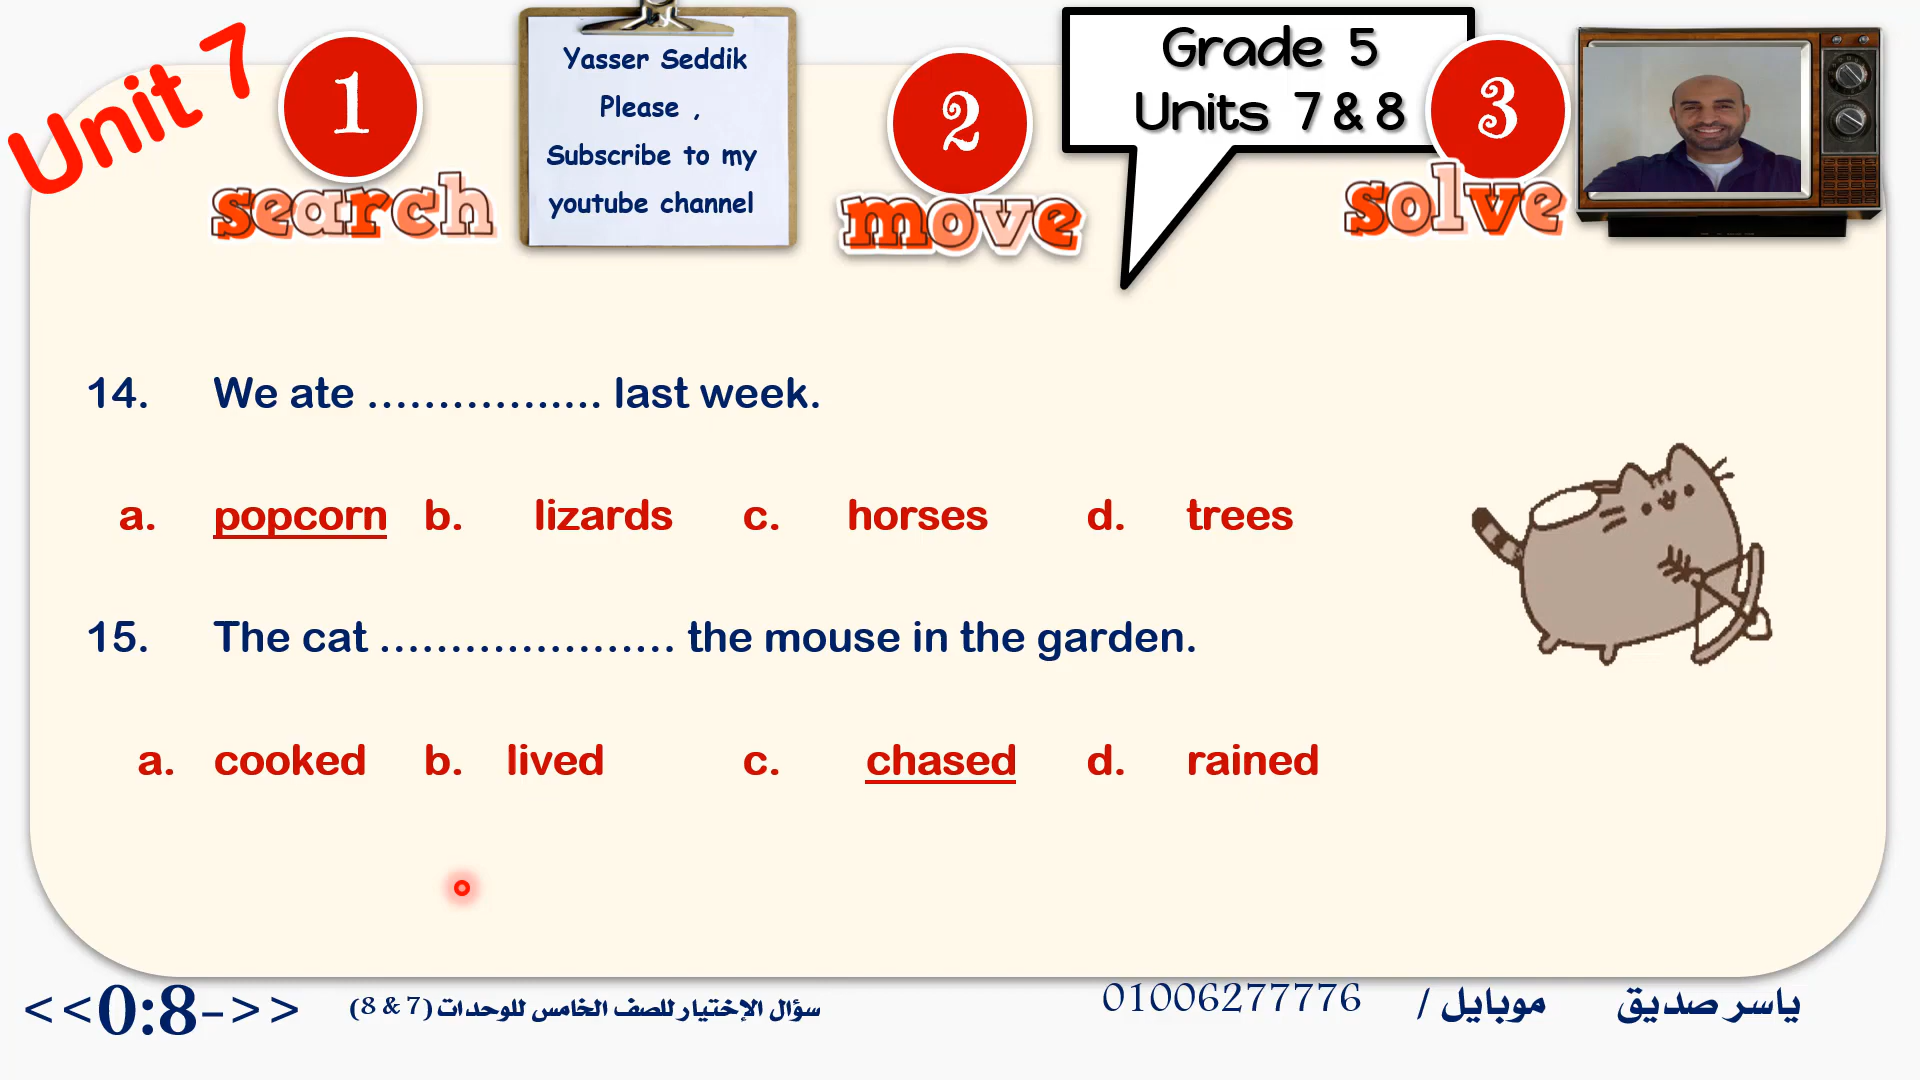 Unit 7
1
search
Yasser Seddik
Please ,
Subscribe to my
youtube channel
2
move
Grade 5
Units 7 & 8
3
solve
14. We ate ................. last week.
a. popcorn b. lizards c. horses d. trees
15. The cat ..................... the mouse in the garden.
a. cooked b. lived c. chased d. rained
<<0:8->>
سؤال الإختيار للصف الخامس للوحدات (7 & 8)
ياسر صديق موبايل / 01006277776